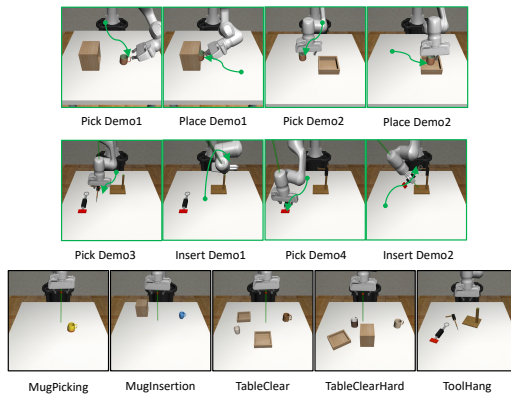 Pick Demo1 Place Demo1 Pick Demo2 Place Demo2
Pick Demo3 Insert Demo1 Pick Demo4 Insert Demo2
MugPicking MugInsertion TableClear TableClearHard ToolHang